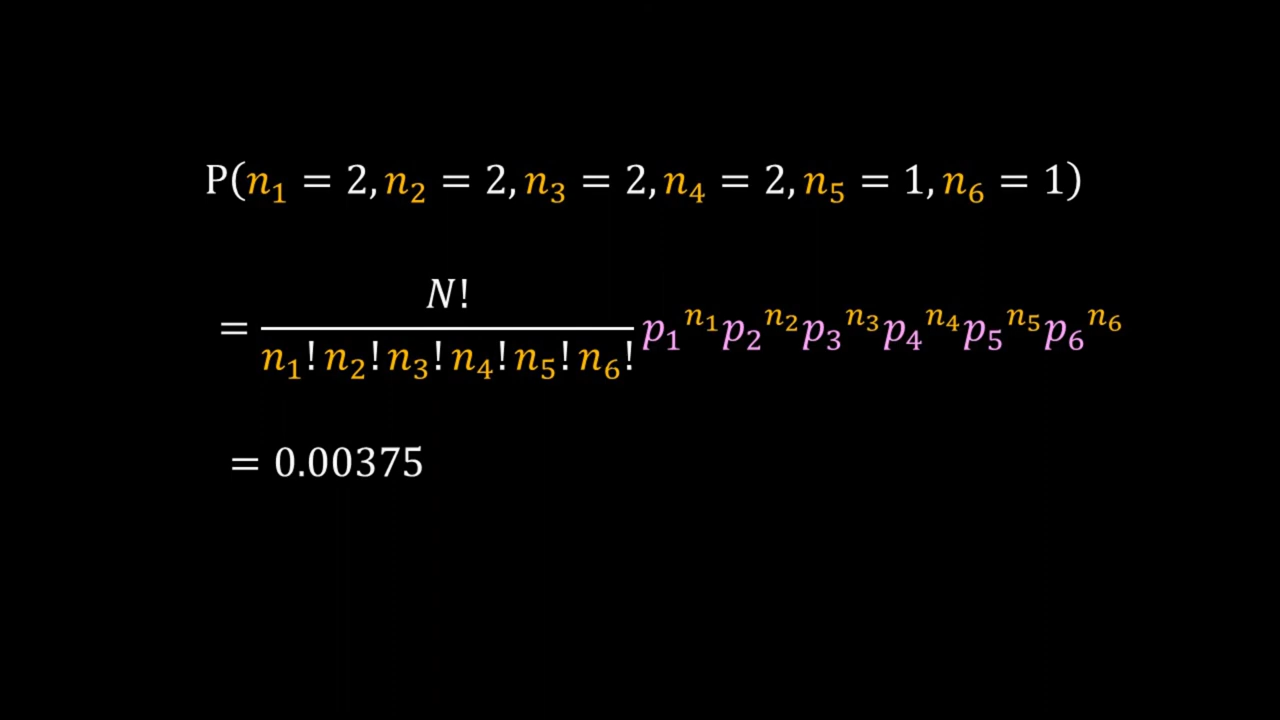 P(n₁ = 2, n₂ = 2, n₃ = 2, n₄ = 2, n₅ = 1, n₆ = 1)
= N! / n₁! n₂! n₃! n₄! n₅! n₆! p₁^n₁ p₂^n₂ p₃^n₃ p₄^n₄ p₅^n₅ p₆^n₆
= 0.00375